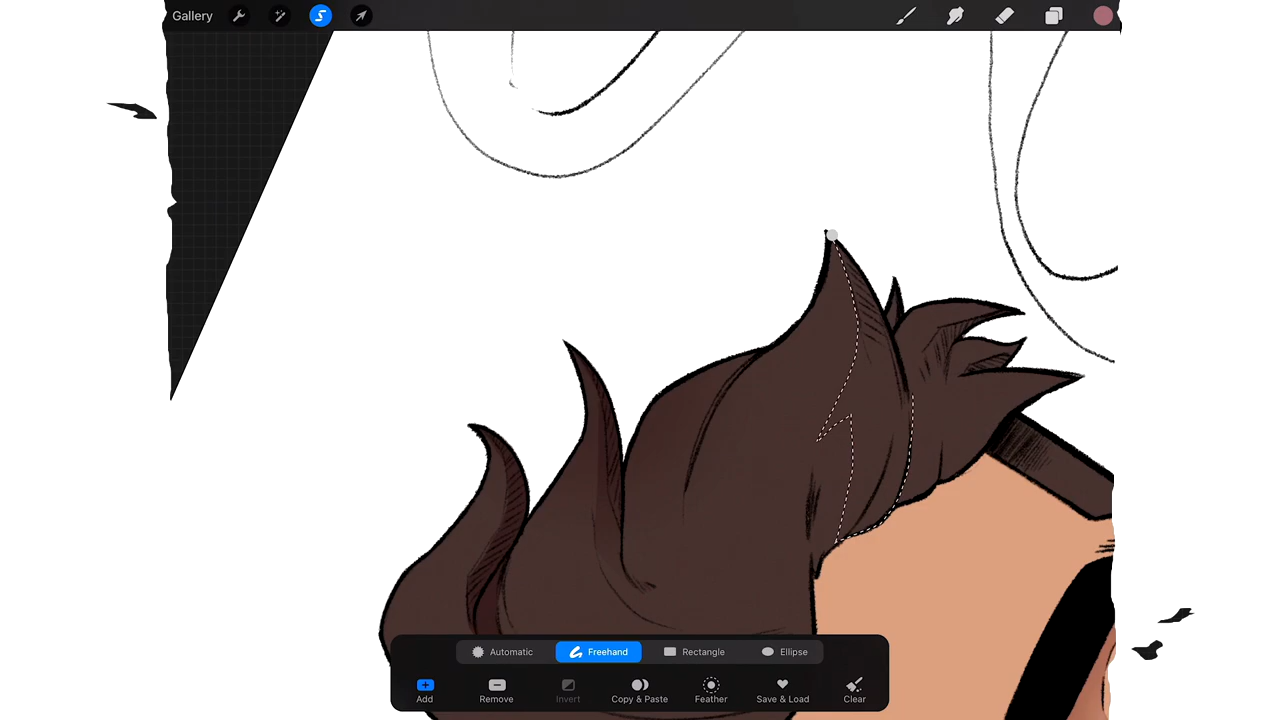 Gallery
Automatic Freehand Rectangle Ellipse
Add Remove Invert Copy & Paste Feather Save & Load Clear